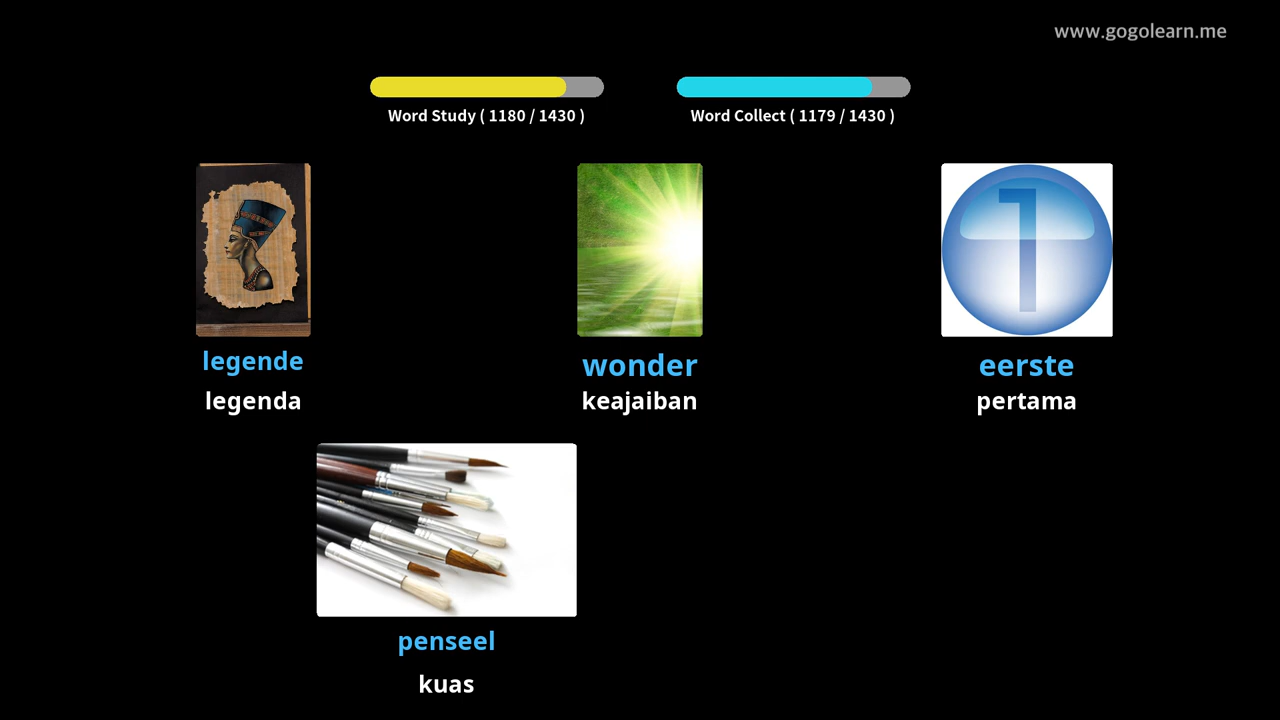 www.gogolearn.me
Word Study ( 1180 / 1430 )
Word Collect ( 1179 / 1430 )
legende
legenda
wonder
keajaiban
eerste
pertama
1
penseel
kuas